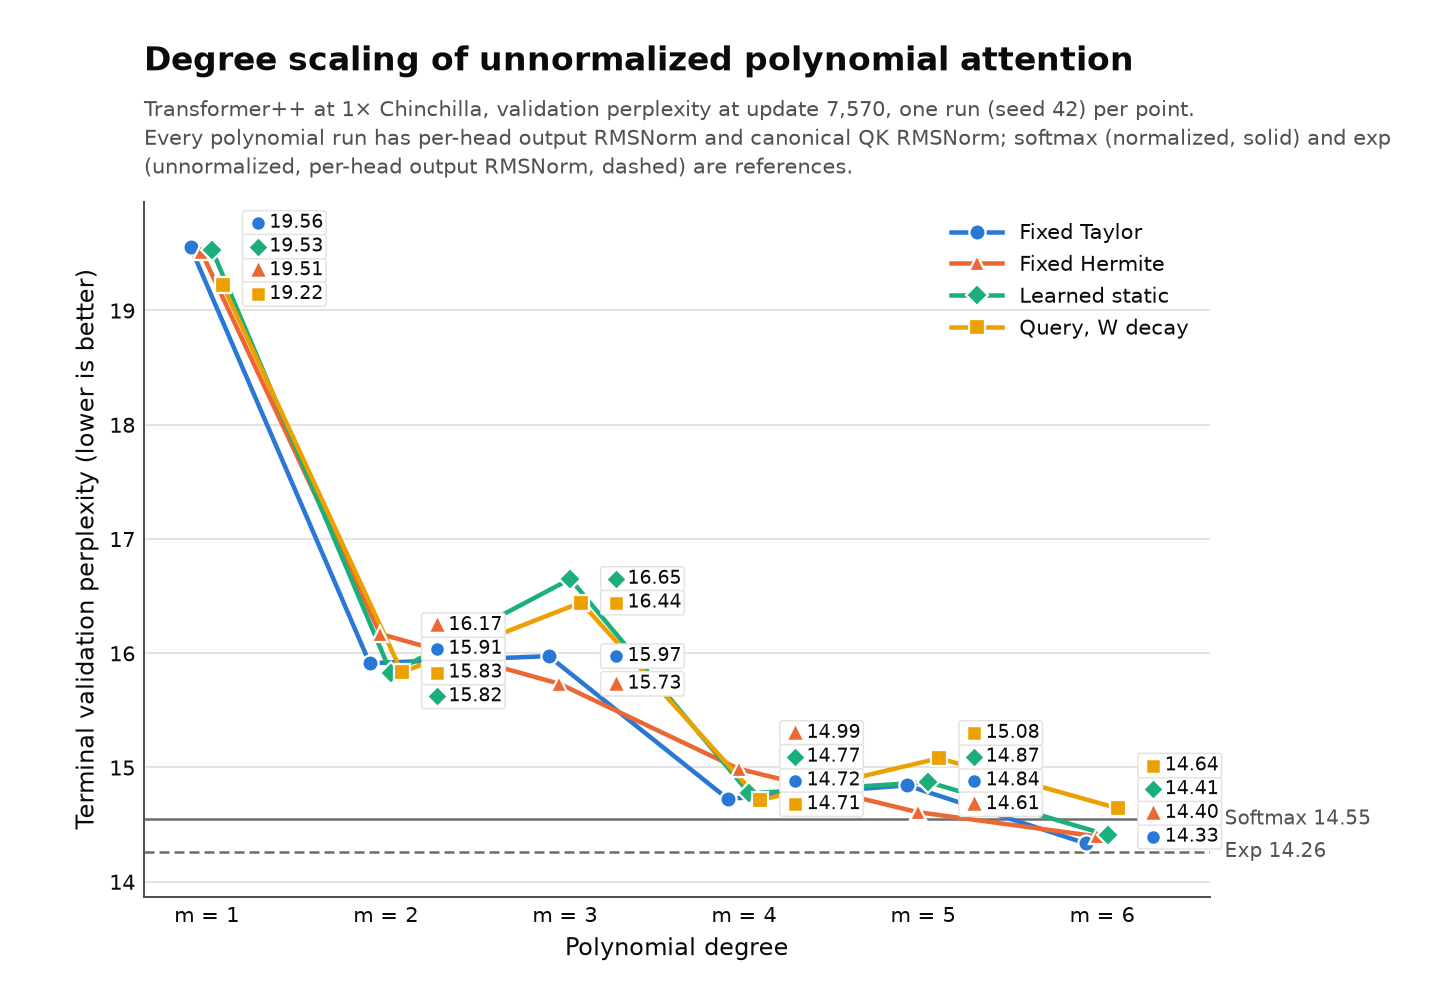 Degree scaling of unnormalized polynomial attention
Transformer++ at 1× Chinchilla, validation perplexity at update 7,570, one run (seed 42) per point.
Every polynomial run has per-head output RMSNorm and canonical QK RMSNorm; softmax (normalized, solid) and exp
(unnormalized, per-head output RMSNorm, dashed) are references.
Terminal validation perplexity (lower is better)
19
18
17
16
15
14
19.56
19.53
19.51
19.22
16.17
15.91
15.83
15.82
16.65
16.44
15.97
15.73
14.99
14.77
14.72
14.71
15.08
14.87
14.84
14.61
14.64
14.41
14.40
14.33
Fixed Taylor
Fixed Hermite
Learned static
Query, W decay
Softmax 14.55
Exp 14.26
m = 1
m = 2
m = 3
m = 4
m = 5
m = 6
Polynomial degree